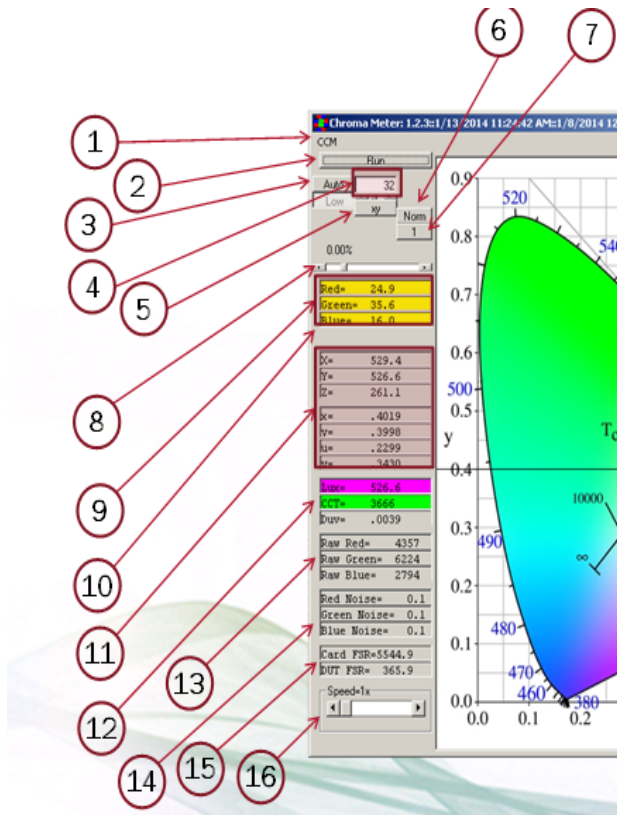 6
7
Chroma Meter: 1.2.3::1/13/2014 11:24:42 AM::1/8/2014 12
1
CCM
2
Run
3
Auto
32
Low
xy
Norm
4
1
5
0.00%
8
Red= 24.9
Green= 35.6
Blue= 16.0
9
X= 529.4
Y= 526.6
Z= 261.1
x= .4019
y= .3998
u= .2299
v= .3430
10
Lux= 526.6
CCT= 3666
Duv= .0039
11
Raw Red= 4357
Raw Green= 6224
Raw Blue= 2794
13
Red Noise= 0.1
Green Noise= 0.1
Blue Noise= 0.1
12
Card FSR=5544.9
DUT FSR= 365.9
Speed=1x
14
15
16
0.9
520
540
0.8
0.7
0.6
500
0.5
y
0.4
10000
0.3
490
∞
0.2
480
0.1
470
460
0.0
380
0.0
0.1
0.2